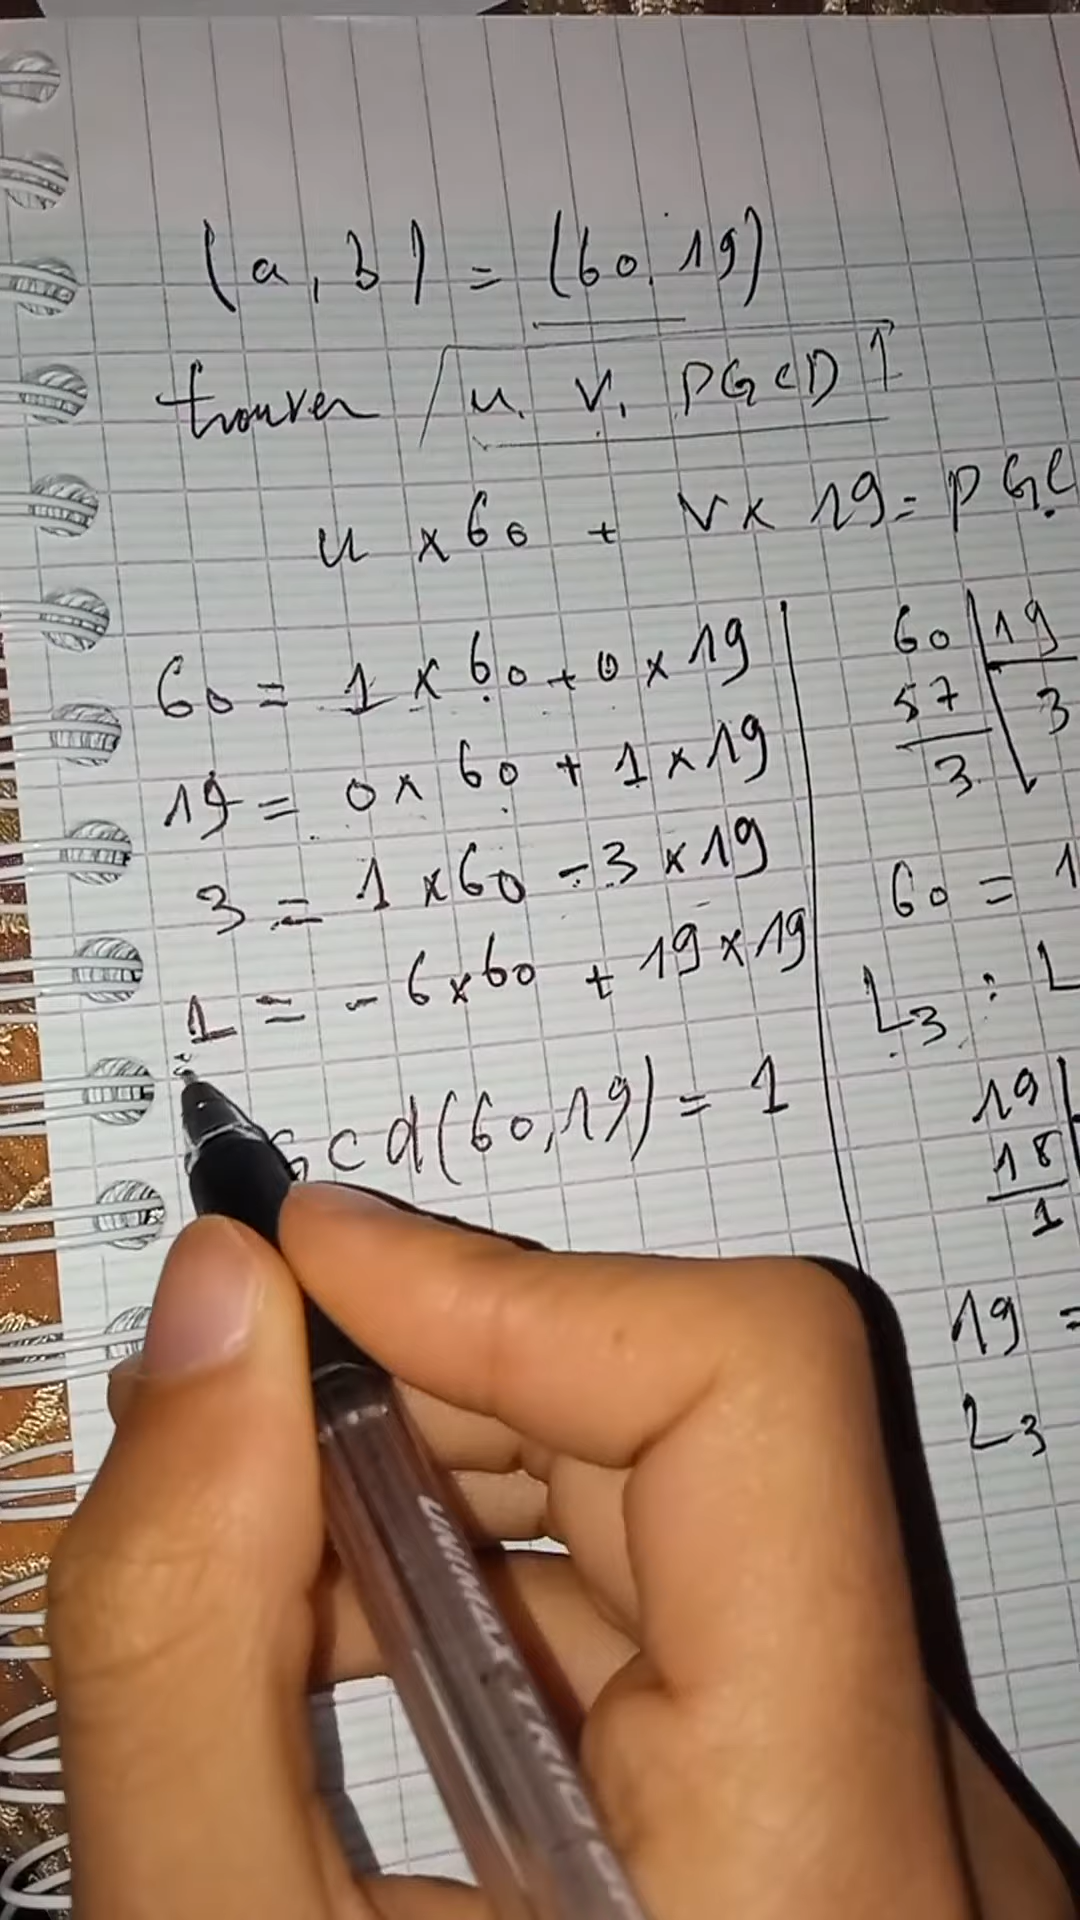 (a, b) = (60, 19)
trouver u, v, PGCD
u × 60 + v × 19 = PGC
60 = 1 × 60 + 0 × 19
19 = 0 × 60 + 1 × 19
3 = 1 × 60 - 3 × 19
1 = - 6 × 60 + 19 × 19
gcd(60, 19) = 1
60 | 19
57 | 3
3
60 = 1
L3 : L
19
18
1
19 =
L3
UNIMAX TRIO